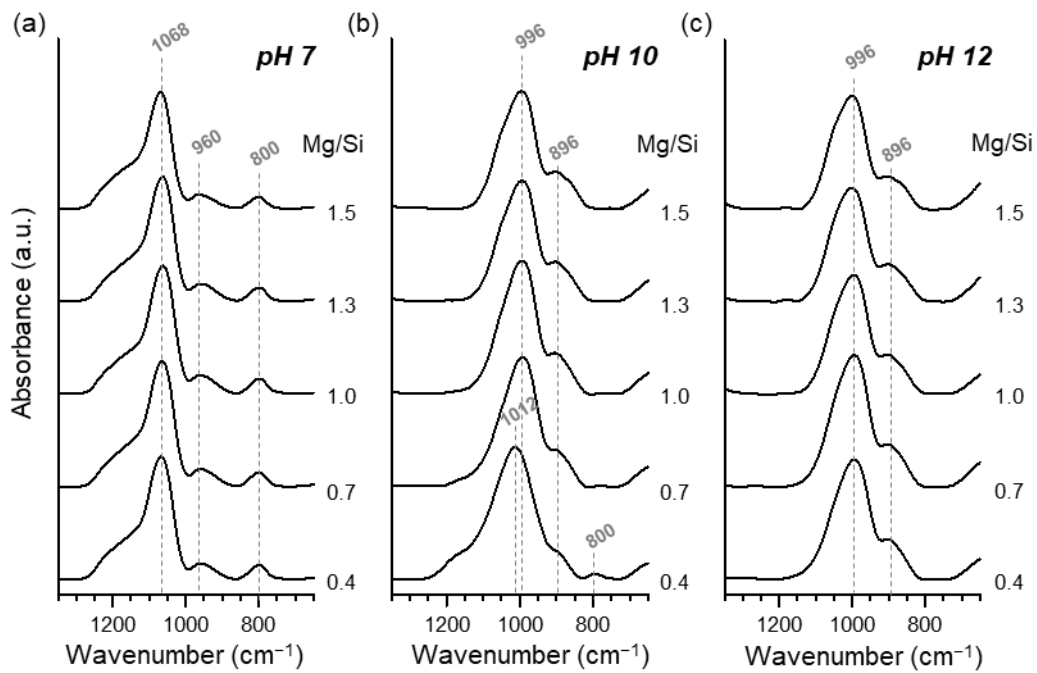 (a)
1068
pH 7
960
800
Mg/Si
1.5
1.3
1.0
0.7
0.4
1200
1000
800
Wavenumber (cm⁻¹)
Absorbance (a.u.)
(b)
996
pH 10
896
Mg/Si
1.5
1.3
1.0
1012
0.7
800
0.4
1200
1000
800
Wavenumber (cm⁻¹)
(c)
996
pH 12
896
Mg/Si
1.5
1.3
1.0
0.7
0.4
1200
1000
800
Wavenumber (cm⁻¹)